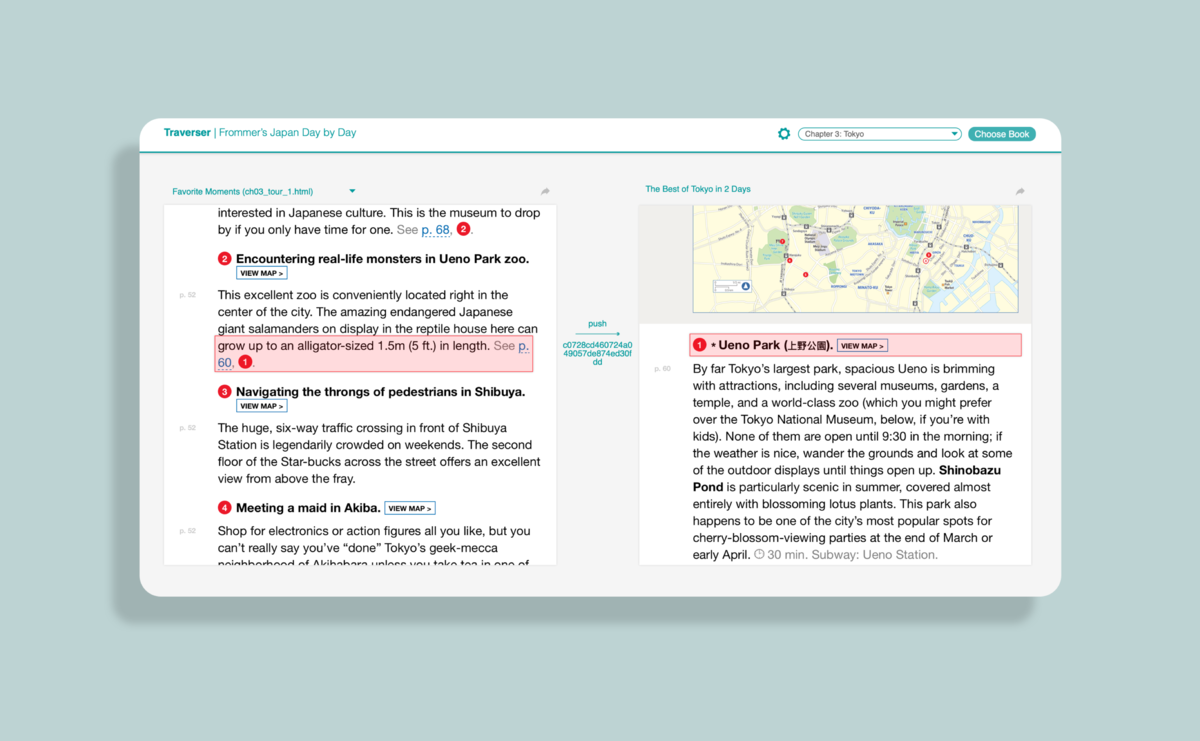 Traverser | Frommer's Japan Day by Day
Chapter 3: Tokyo
Choose Book
Favorite Moments (ch03_tour_1.html)
interested in Japanese culture. This is the museum to drop
by if you only have time for one. See p. 68, 2.
2 Encountering real-life monsters in Ueno Park zoo.
VIEW MAP >
p. 52
This excellent zoo is conveniently located right in the
center of the city. The amazing endangered Japanese
giant salamanders on display in the reptile house here can
grow up to an alligator-sized 1.5m (5 ft.) in length. See p.
60, 1.
3 Navigating the throngs of pedestrians in Shibuya.
VIEW MAP >
p. 52
The huge, six-way traffic crossing in front of Shibuya
Station is legendarily crowded on weekends. The second
floor of the Star-bucks across the street offers an excellent
view from above the fray.
4 Meeting a maid in Akiba. VIEW MAP >
p. 52
Shop for electronics or action figures all you like, but you
can't really say you've “done” Tokyo's geek-mecca
neighborhood of Akihabara unless you take tea in one of
push
c0728cd460724a0
49057de874ed30f
dd
The Best of Tokyo in 2 Days
1 * Ueno Park (上野公園). VIEW MAP >
p. 60
By far Tokyo's largest park, spacious Ueno is brimming
with attractions, including several museums, gardens, a
temple, and a world-class zoo (which you might prefer
over the Tokyo National Museum, below, if you're with
kids). None of them are open until 9:30 in the morning; if
the weather is nice, wander the grounds and look at some
of the outdoor displays until things open up. Shinobazu
Pond is particularly scenic in summer, covered almost
entirely with blossoming lotus plants. This park also
happens to be one of the city's most popular spots for
cherry-blossom-viewing parties at the end of March or
early April. 30 min. Subway: Ueno Station.